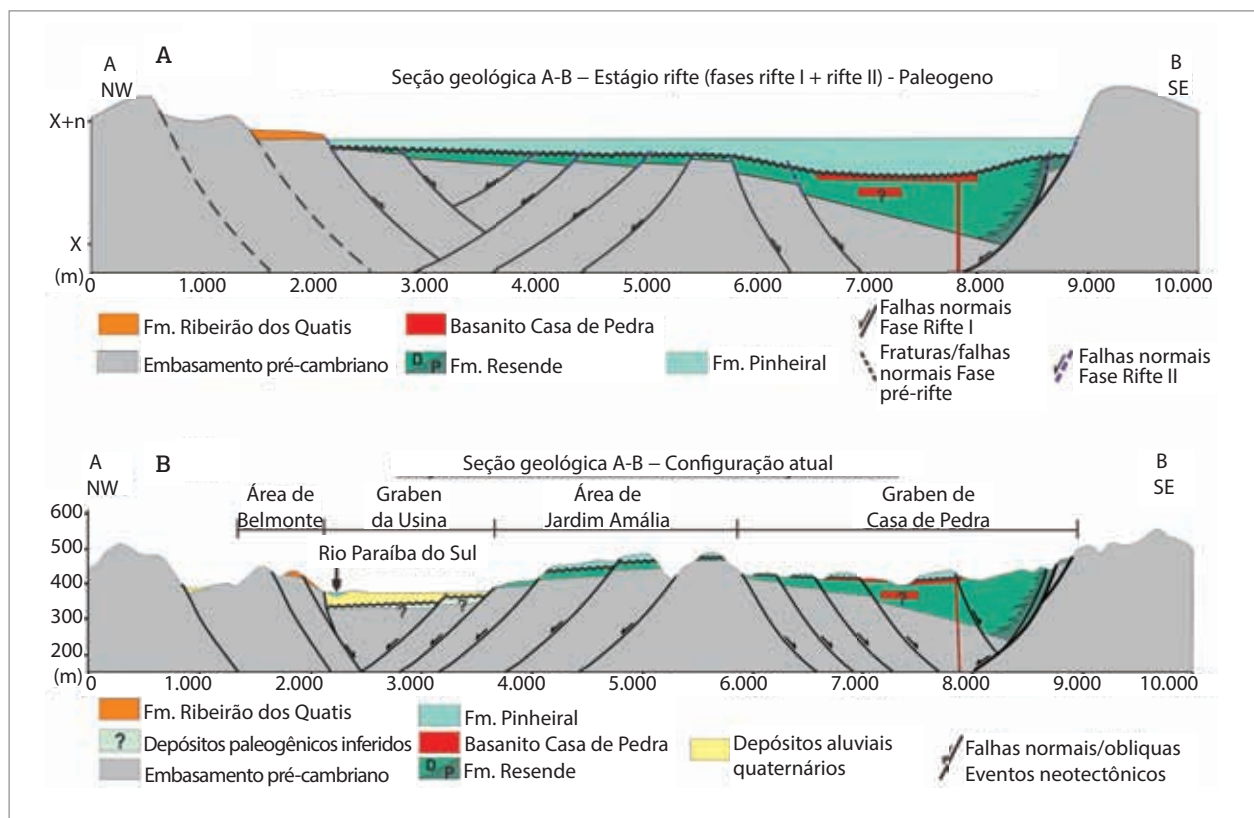 A
NW
A
Seção geológica A-B – Estágio rifte (fases rifte I + rifte II) - Paleogeno
B
SE
X+n
X
(m)
?
0 1.000 2.000 3.000 4.000 5.000 6.000 7.000 8.000 9.000 10.000
Fm. Ribeirão dos Quatis
Basanito Casa de Pedra
Falhas normais
Fase Rifte I
Embasamento pré-cambriano
D P Fm. Resende
Fm. Pinheiral
Fraturas/falhas
normais Fase
pré-rifte
Falhas normais
Fase Rifte II
A
NW
B
Seção geológica A-B – Configuração atual
B
SE
Área de
Belmonte
Graben
da Usina
Área de
Jardim Amália
Graben de
Casa de Pedra
Rio Paraíba do Sul
600
500
400
300
200
(m)
? ? ?
0 1.000 2.000 3.000 4.000 5.000 6.000 7.000 8.000 9.000 10.000
Fm. Ribeirão dos Quatis
Fm. Pinheiral
? Depósitos paleogênicos inferidos
Basanito Casa de Pedra
Depósitos aluviais
quaternários
Falhas normais/obliquas
Eventos neotectônicos
Embasamento pré-cambriano
D P Fm. Resende